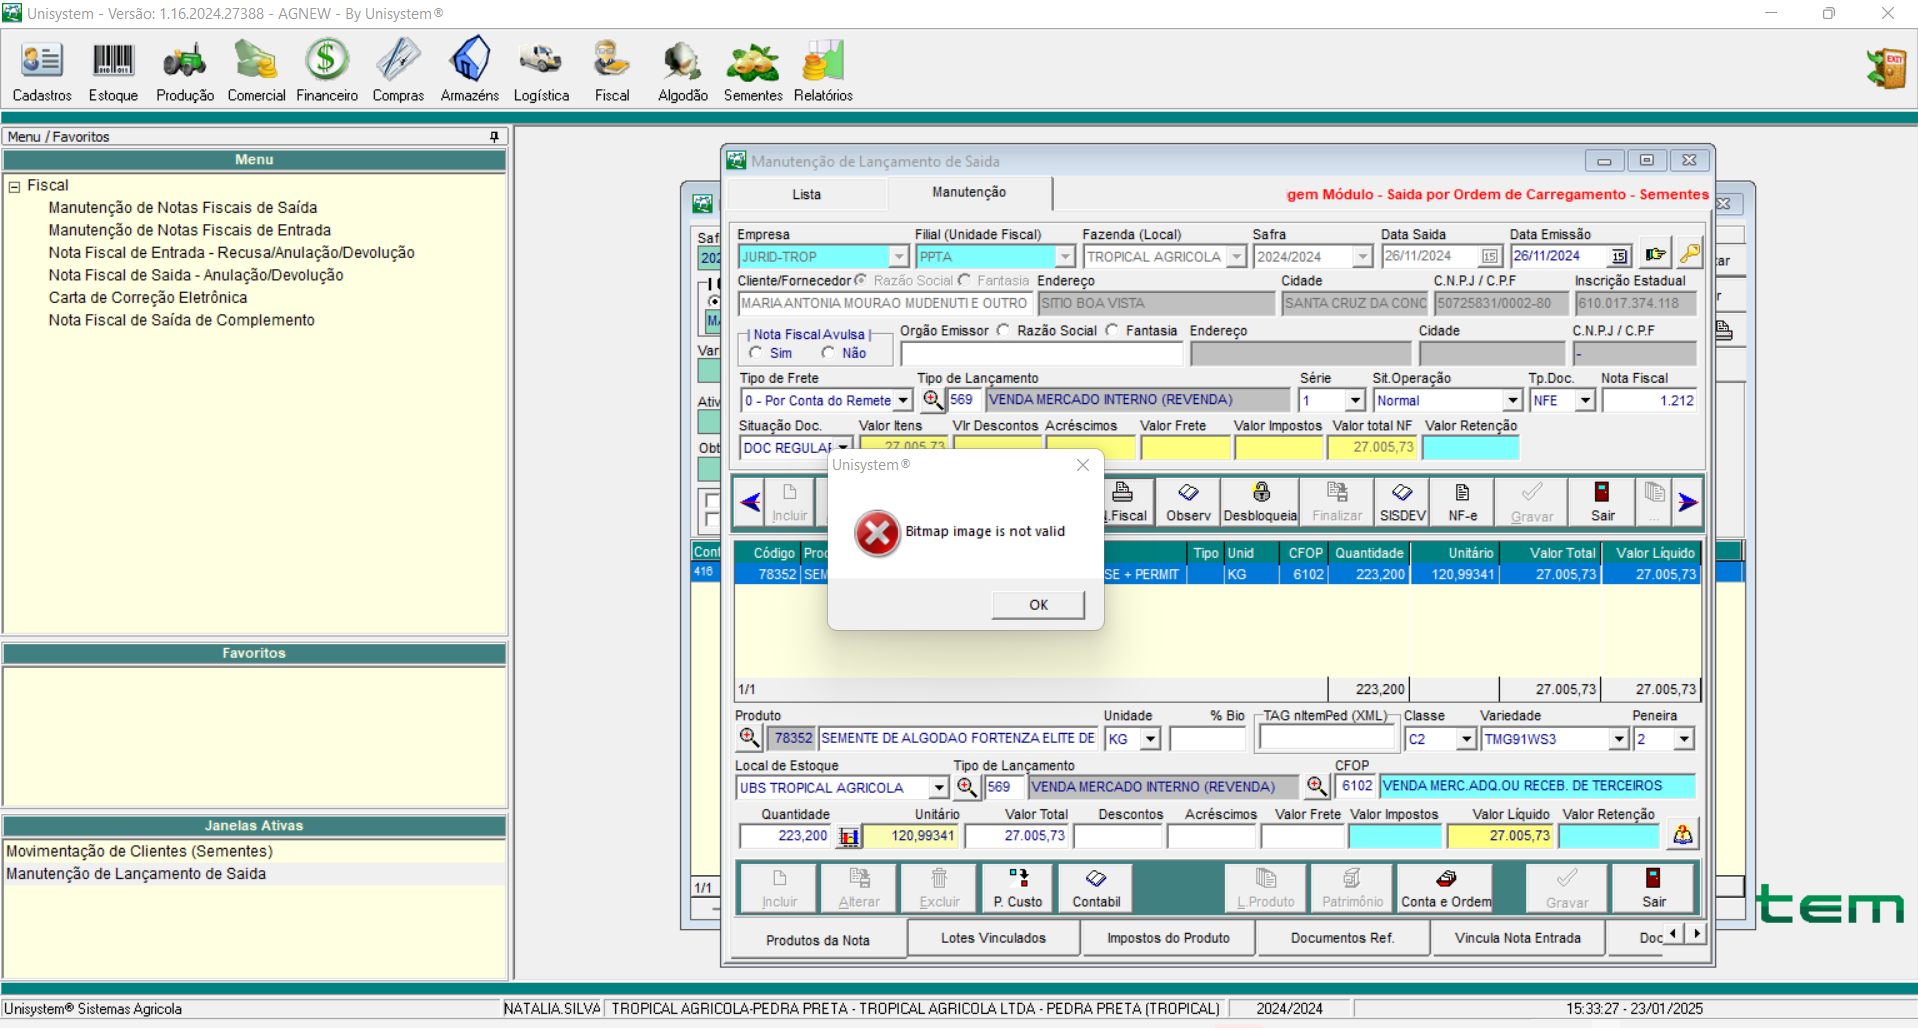 Unisystem - Versão: 1.16.2024.27388 - AGNEW - By Unisystem®
Cadastros Estoque Produção Comercial Financeiro Compras Armazéns Logística Fiscal Algodão Sementes Relatórios
EXIT
Menu / Favoritos
Menu
Fiscal
Manutenção de Notas Fiscais de Saída
Manutenção de Notas Fiscais de Entrada
Nota Fiscal de Entrada - Recusa/Anulação/Devolução
Nota Fiscal de Saida - Anulação/Devolução
Carta de Correção Eletrônica
Nota Fiscal de Saída de Complemento
Favoritos
Janelas Ativas
Movimentação de Clientes (Sementes)
Manutenção de Lançamento de Saida
Manutenção de Lançamento de Saida
Lista Manutenção gem Módulo - Saida por Ordem de Carregamento - Sementes
Empresa Filial (Unidade Fiscal) Fazenda (Local) Safra Data Saida Data Emissão
JURID-TROP PPTA TROPICAL AGRICOLA 2024/2024 26/11/2024 15 26/11/2024 15
Cliente/Fornecedor Razão Social Fantasia Endereço Cidade C.N.P.J / C.P.F Inscrição Estadual
MARIA ANTONIA MOURAO MUDENUTI E OUTRO SITIO BOA VISTA SANTA CRUZ DA CONC 50725831/0002-80 610.017.374.118
Nota Fiscal Avulsa Orgão Emissor Razão Social Fantasia Endereço Cidade C.N.P.J / C.P.F
Sim Não -
Tipo de Frete Tipo de Lançamento Série Sit.Operação Tp.Doc. Nota Fiscal
0 - Por Conta do Remete 569 VENDA MERCADO INTERNO (REVENDA) 1 Normal NFE 1.212
Situação Doc. Valor Itens Vlr Descontos Acréscimos Valor Frete Valor Impostos Valor total NF Valor Retenção
DOC REGULAR 27.005,73 27.005,73
Incluir N.Fiscal Observ Desbloqueia Finalizar SISDEV NF-e Gravar Sair ...
Unisystem®
Bitmap image is not valid
OK
Código Proc Tipo Unid CFOP Quantidade Unitário Valor Total Valor Líquido
78352 SEM SE + PERMIT KG 6102 223,200 120,99341 27.005,73 27.005,73
1/1 223,200 27.005,73 27.005,73
Produto Unidade % Bio TAG nItemPed (XML) Classe Variedade Peneira
78352 SEMENTE DE ALGODAO FORTENZA ELITE DE KG C2 TMG91WS3 2
Local de Estoque Tipo de Lançamento CFOP
UBS TROPICAL AGRICOLA 569 VENDA MERCADO INTERNO (REVENDA) 6102 VENDA MERC.ADQ.OU RECEB. DE TERCEIROS
Quantidade Unitário Valor Total Descontos Acréscimos Valor Frete Valor Impostos Valor Líquido Valor Retenção
223,200 120,99341 27.005,73 27.005,73
Incluir Alterar Excluir P. Custo Contabil L.Produto Patrimônio Conta e Ordem Gravar Sair
Produtos da Nota Lotes Vinculados Impostos do Produto Documentos Ref. Vincula Nota Entrada Doc
Saf
202
MA
Var
Ativ
Obt
Cont
416
1/1
tar
r
tem
Unisystem® Sistemas Agricola NATALIA.SILVA TROPICAL AGRICOLA-PEDRA PRETA - TROPICAL AGRICOLA LTDA - PEDRA PRETA (TROPICAL) 2024/2024 15:33:27 - 23/01/2025